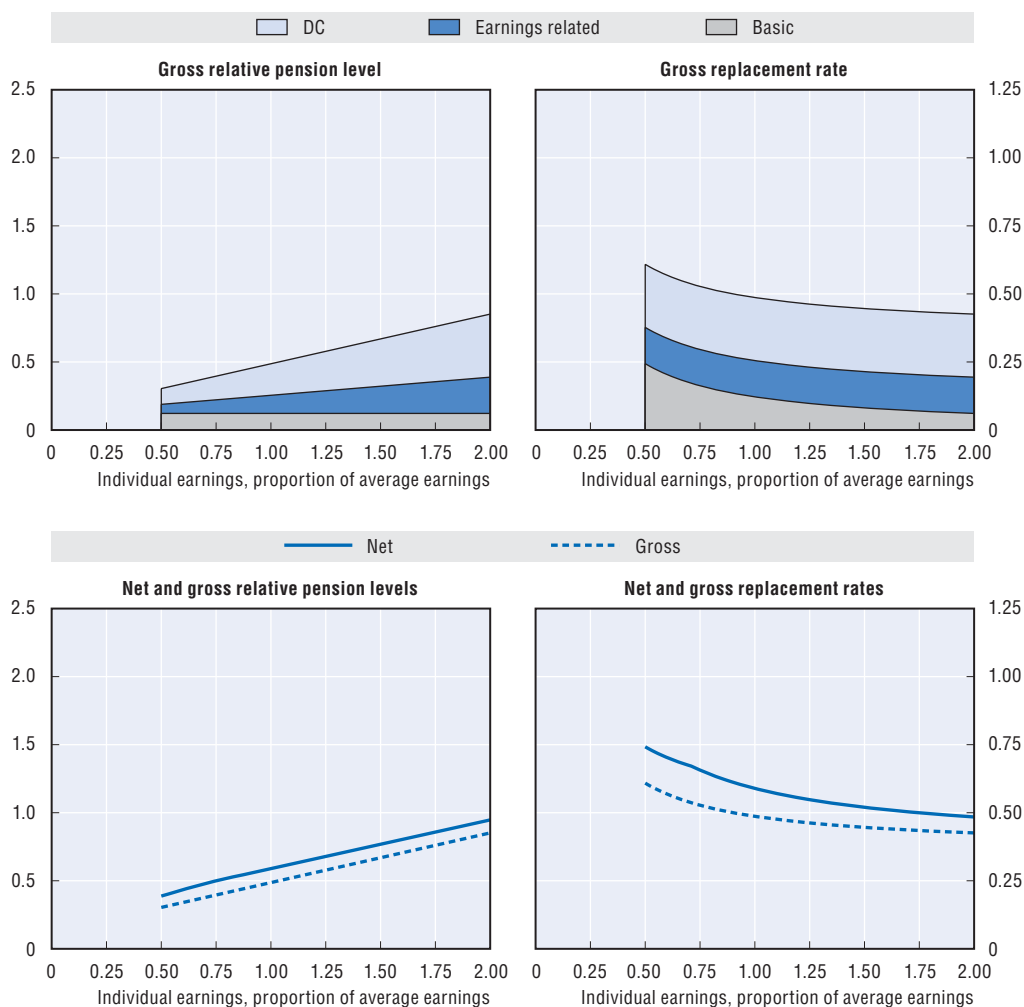 DC Earnings related Basic
Gross relative pension level
2.5
2.0
1.5
1.0
0.5
0
0 0.25 0.50 0.75 1.00 1.25 1.50 1.75 2.00
Individual earnings, proportion of average earnings
Gross replacement rate
1.25
1.00
0.75
0.50
0.25
0
0 0.25 0.50 0.75 1.00 1.25 1.50 1.75 2.00
Individual earnings, proportion of average earnings
Net Gross
Net and gross relative pension levels
2.5
2.0
1.5
1.0
0.5
0
0 0.25 0.50 0.75 1.00 1.25 1.50 1.75 2.00
Individual earnings, proportion of average earnings
Net and gross replacement rates
1.25
1.00
0.75
0.50
0.25
0
0 0.25 0.50 0.75 1.00 1.25 1.50 1.75 2.00
Individual earnings, proportion of average earnings